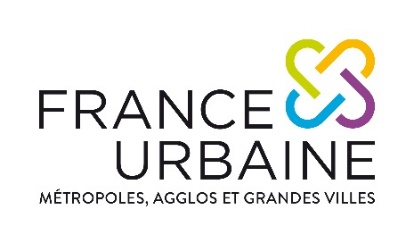 FRANCE
URBAINE
MÉTROPOLES, AGGLOS ET GRANDES VILLES